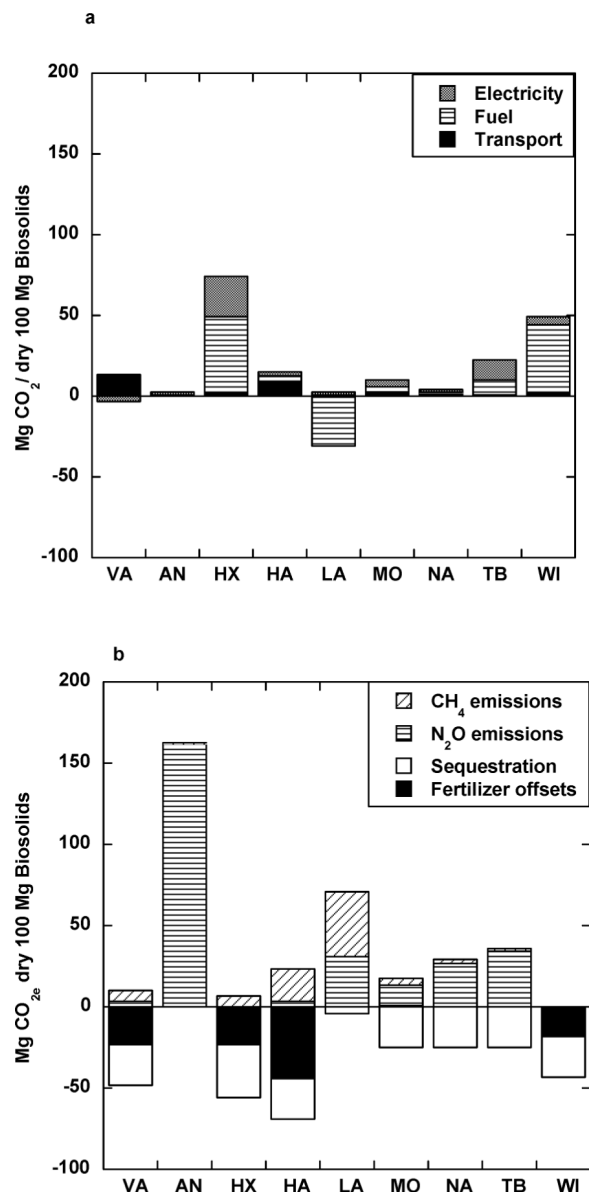 a
200
150
100
50
0
-50
-100
Mg CO2 / dry 100 Mg Biosolids
Electricity
Fuel
Transport
VA AN HX HA LA MO NA TB WI
b
200
150
100
50
0
-50
-100
Mg CO2e dry 100 Mg Biosolids
CH4 emissions
N2O emissions
Sequestration
Fertilizer offsets
VA AN HX HA LA MO NA TB WI